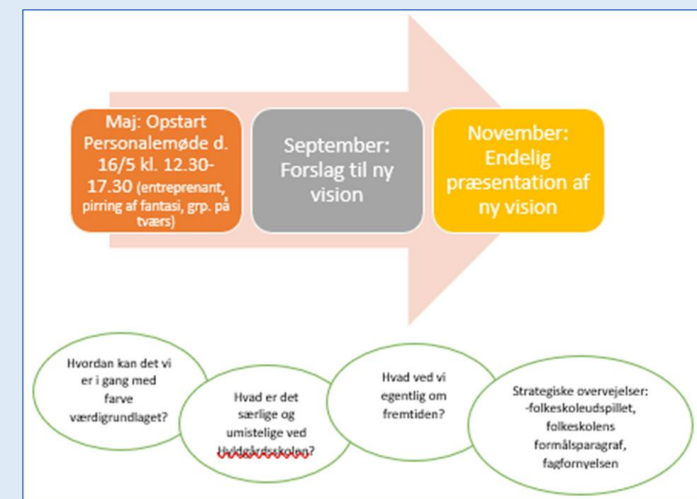 Maj: Opstart
Personalemøde d.
16/5 kl. 12.30-
17.30 (entreprenant,
pirring af fantasi, grp. på
tværs)
September:
Forslag til ny
vision
November:
Endelig
præsentation af
ny vision
Hvordan kan det vi
er i gang med
farve
værdigrundlaget?
Hvad er det
særlige og
umistelige ved
Hyldgårdsskolen?
Hvad ved vi
egentlig om
fremtiden?
Strategiske overvejelser:
-folkeskoleudspillet,
folkeskolens
formålsparagraf,
fagfornyelsen